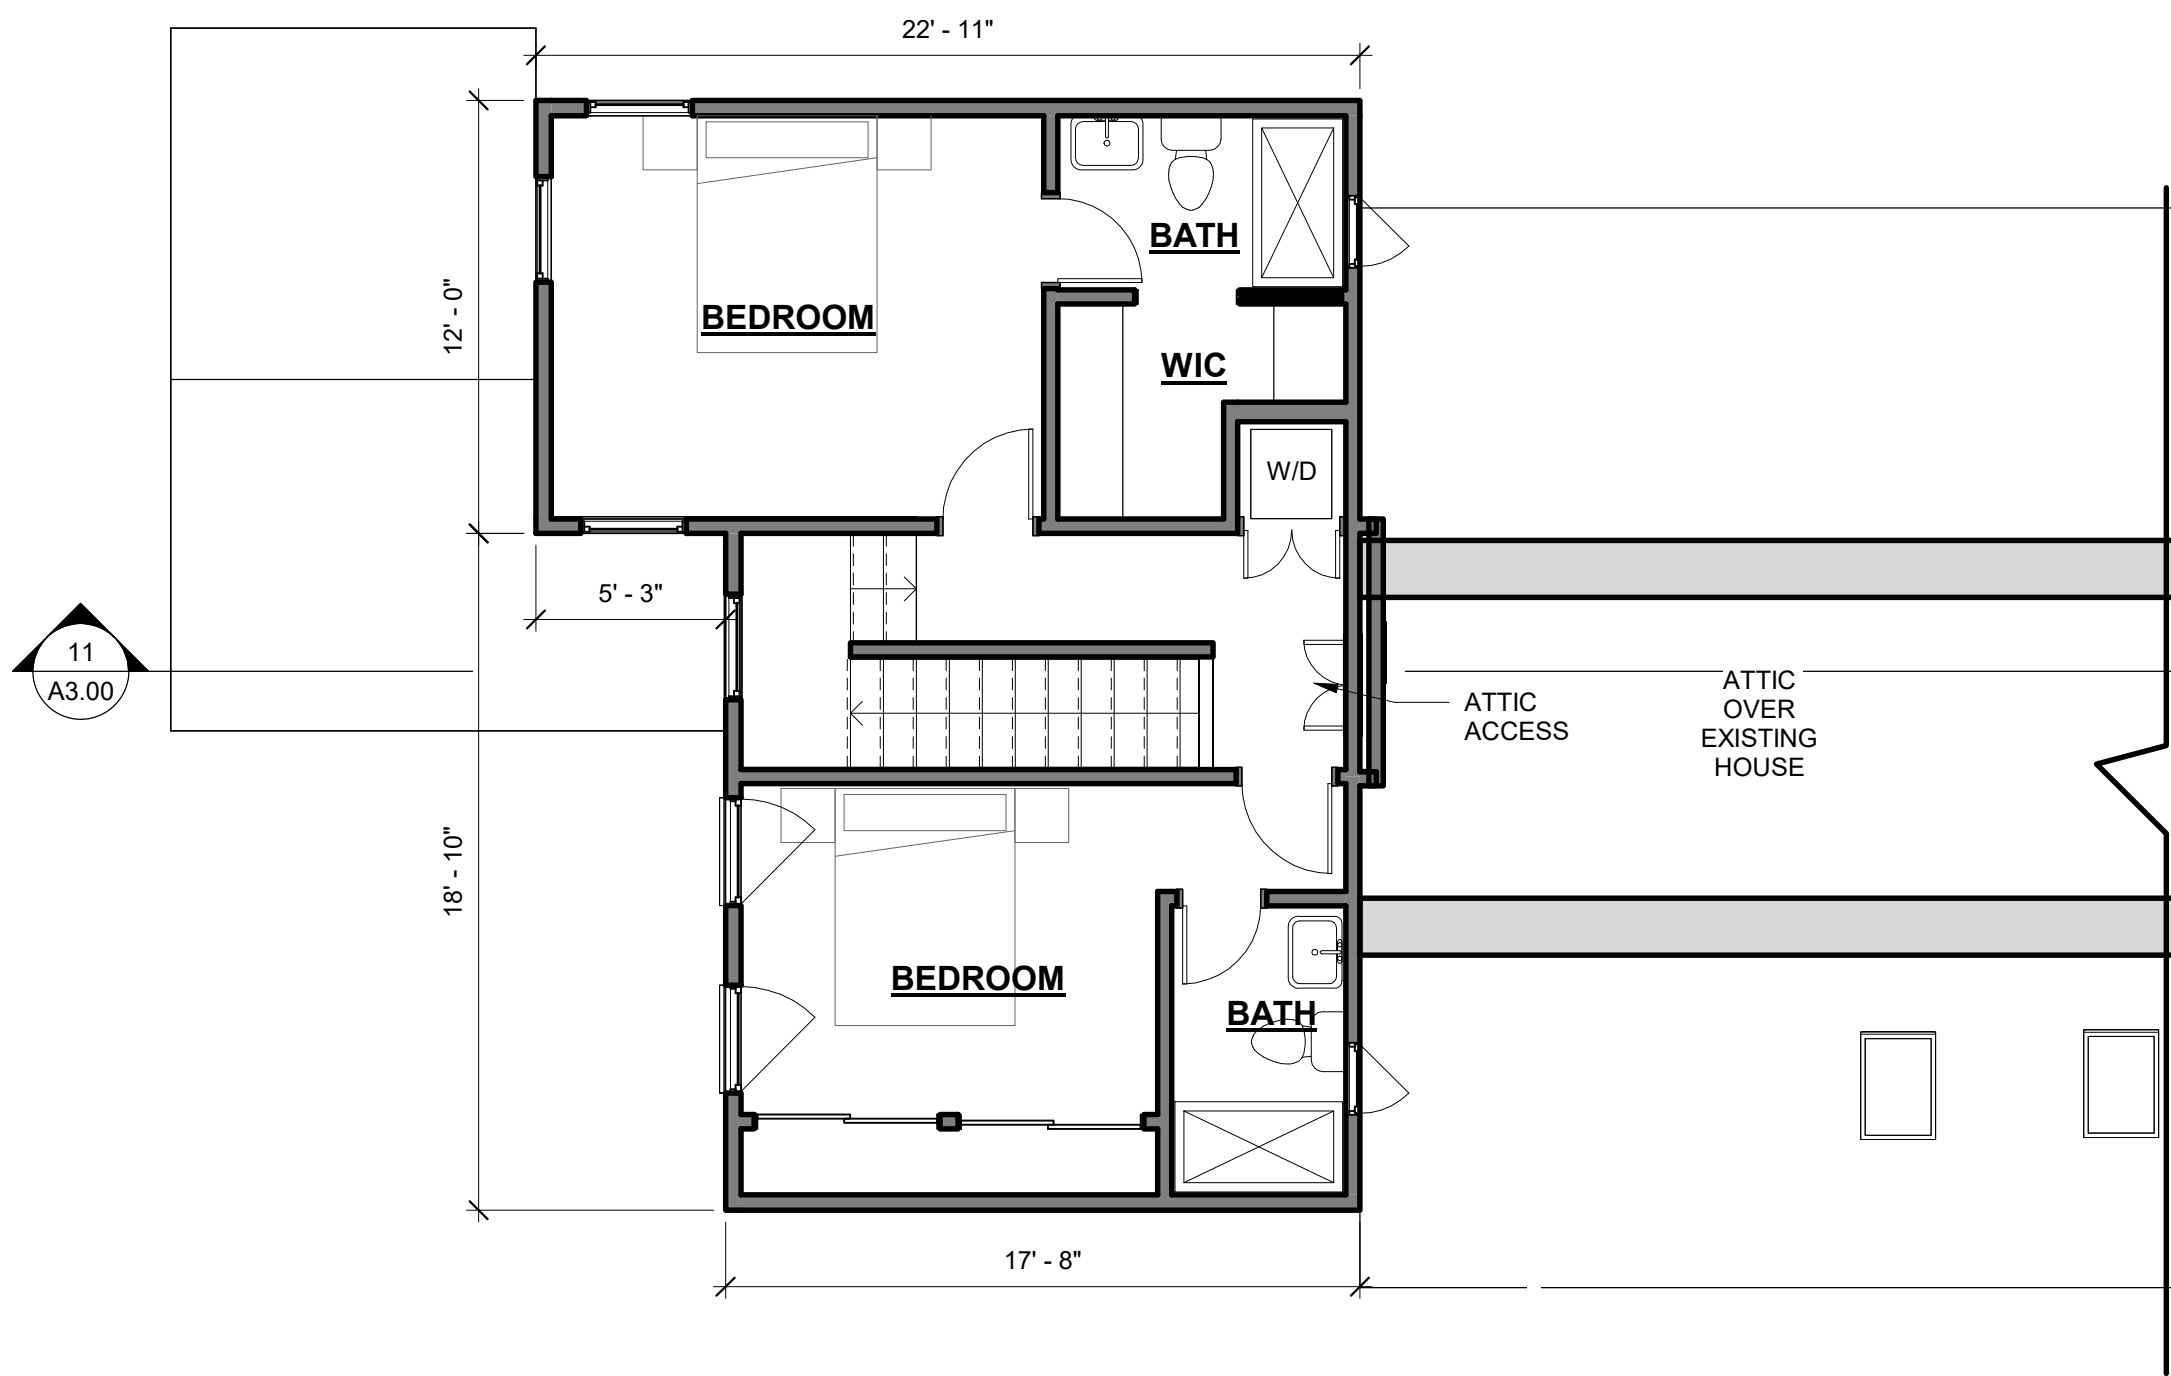 22' - 11"
BATH
12' - 0"
BEDROOM
WIC
W/D
5' - 3"
11
A3.00
ATTIC
ACCESS
ATTIC
OVER
EXISTING
HOUSE
18' - 10"
BEDROOM
BATH
17' - 8"